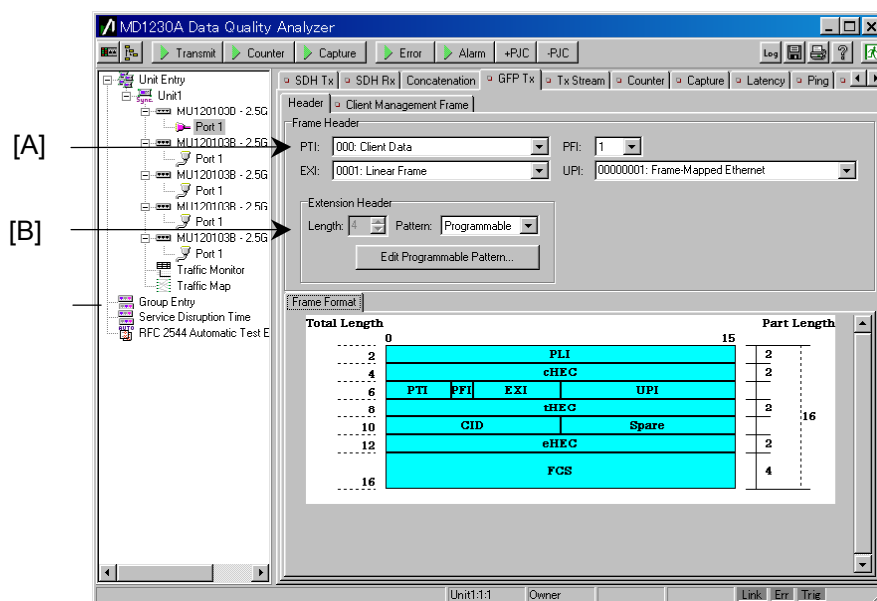 MD1230A Data Quality Analyzer
Transmit Counter Capture Error Alarm +PJC -PJC Log
Unit Entry
Unit1
Sync.
MU120103D - 2.5G
Port 1
MU120103B - 2.5G
Port 1
MU120103B - 2.5G
Port 1
MU120103B - 2.5G
Port 1
MU120103B - 2.5G
Port 1
Traffic Monitor
Traffic Map
Group Entry
Service Disruption Time
AUTO
RFC 2544 Automatic Test E
[A]
[B]
SDH Tx SDH Rx Concatenation GFP Tx Tx Stream Counter Capture Latency Ping
Header Client Management Frame
Frame Header
PTI: 000: Client Data PFI: 1
EXI: 0001: Linear Frame UPI: 00000001: Frame-Mapped Ethernet
Extension Header
Length: 4 Pattern: Programmable
Edit Programmable Pattern...
Frame Format
Total Length Part Length
0 15
2 PLI 2
4 cHEC 2
6 PTI PFI EXI UPI
8 tHEC 2
16
10 CID Spare
12 eHEC 2
FCS 4
16
Unit1:1:1 Owner Link Err Trig